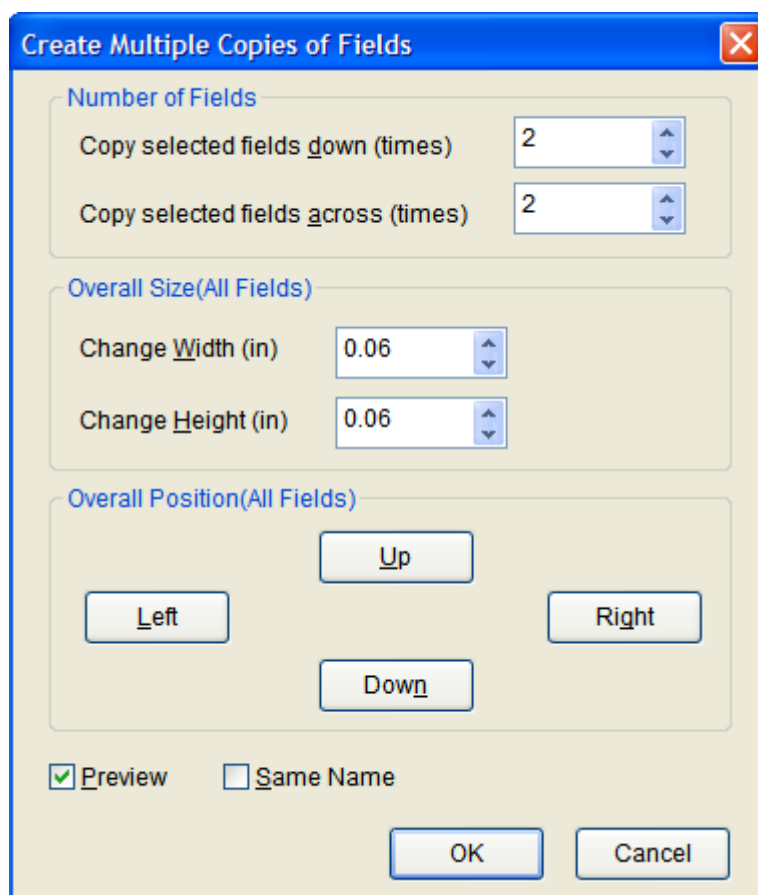 Create Multiple Copies of Fields
Number of Fields
Copy selected fields down (times) 2
Copy selected fields across (times) 2
Overall Size(All Fields)
Change Width (in) 0.06
Change Height (in) 0.06
Overall Position(All Fields)
Up
Left Right
Down
Preview Same Name
OK Cancel